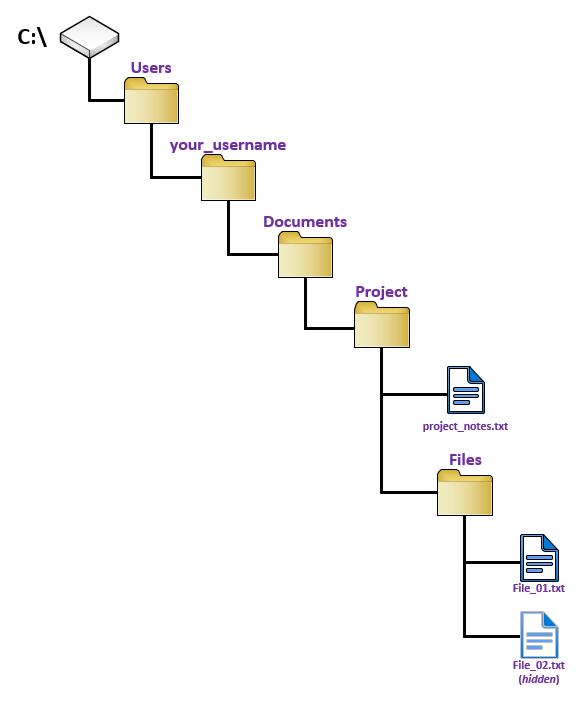 C:\
Users
your_username
Documents
Project
project_notes.txt
Files
File_01.txt
File_02.txt
(hidden)